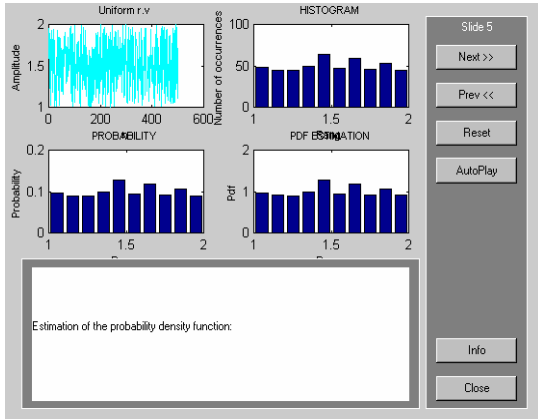 Uniform r.v
Amplitude
2
1.5
1
0
200
400
600
HISTOGRAM
Number of occurrences
100
50
0
1
1.5
2
PROBABILITY
Probability
0.2
0.1
0
1
1.5
2
PDF ESTIMATION
Pdf
2
1
0
1
1.5
2
Estimation of the probability density function:
Slide 5
Next >>
Prev <<
Reset
AutoPlay
Info
Close